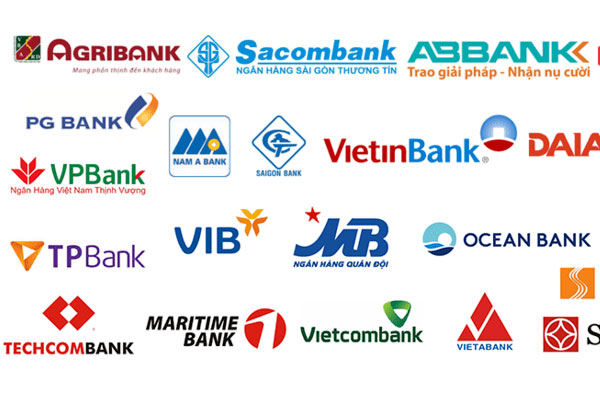 AGRIBANK
Mang phồn thịnh đến khách hàng
SG
Sacombank
NGÂN HÀNG SÀI GÒN THƯƠNG TÍN
ABBANK
Trao giải pháp - Nhận nụ cười
PG BANK
NAM A BANK
SAIGON BANK
VietinBank®
DAIA
VPBank
Ngân Hàng Việt Nam Thịnh Vượng
TPBank
VIB
MB
NGÂN HÀNG QUÂN ĐỘI
OCEAN BANK
TECHCOMBANK
MARITIME
BANK
Vietcombank
VIETABANK
S